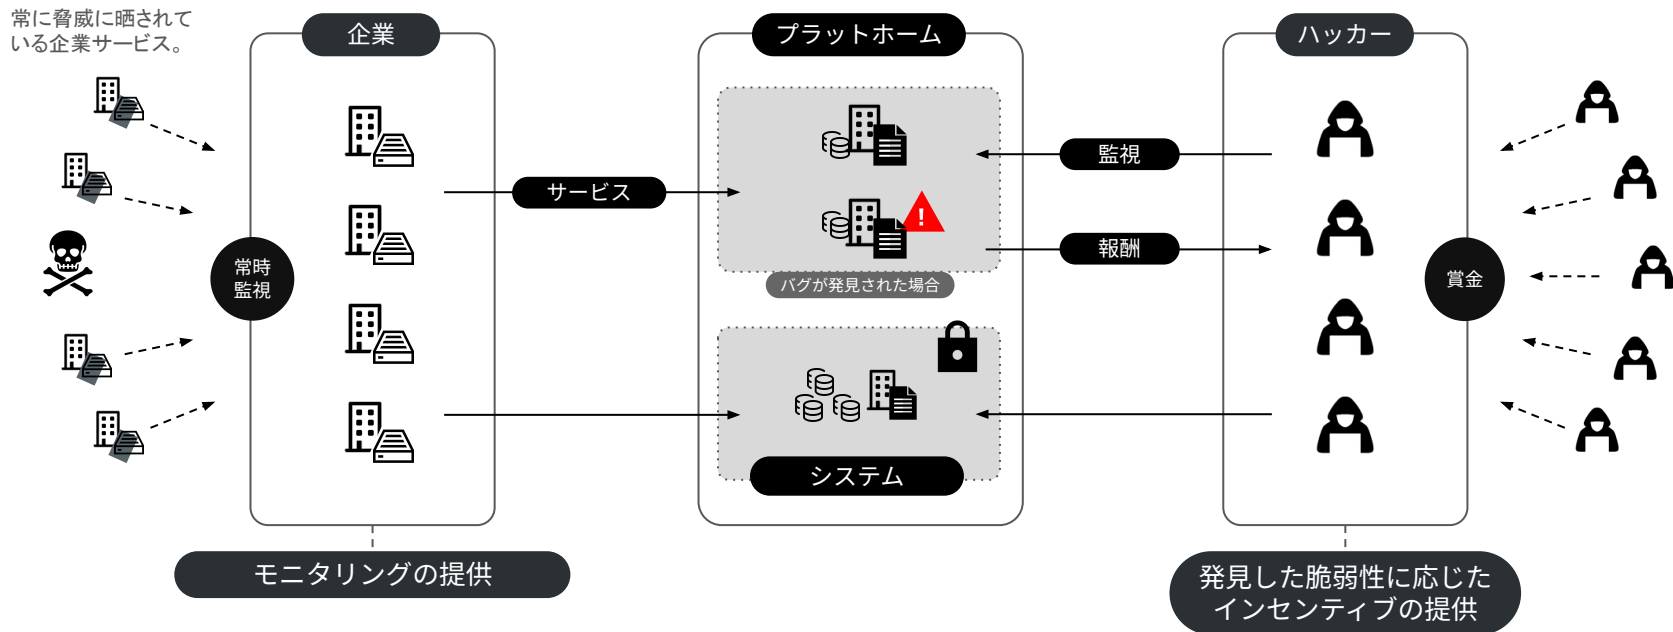 常に脅威に晒されて
いる企業サービス。
企業
プラットホーム
ハッカー
監視
サービス
報酬
常時
監視
賞金
バグが発見された場合
システム
モニタリングの提供
発見した脆弱性に応じた
インセンティブの提供